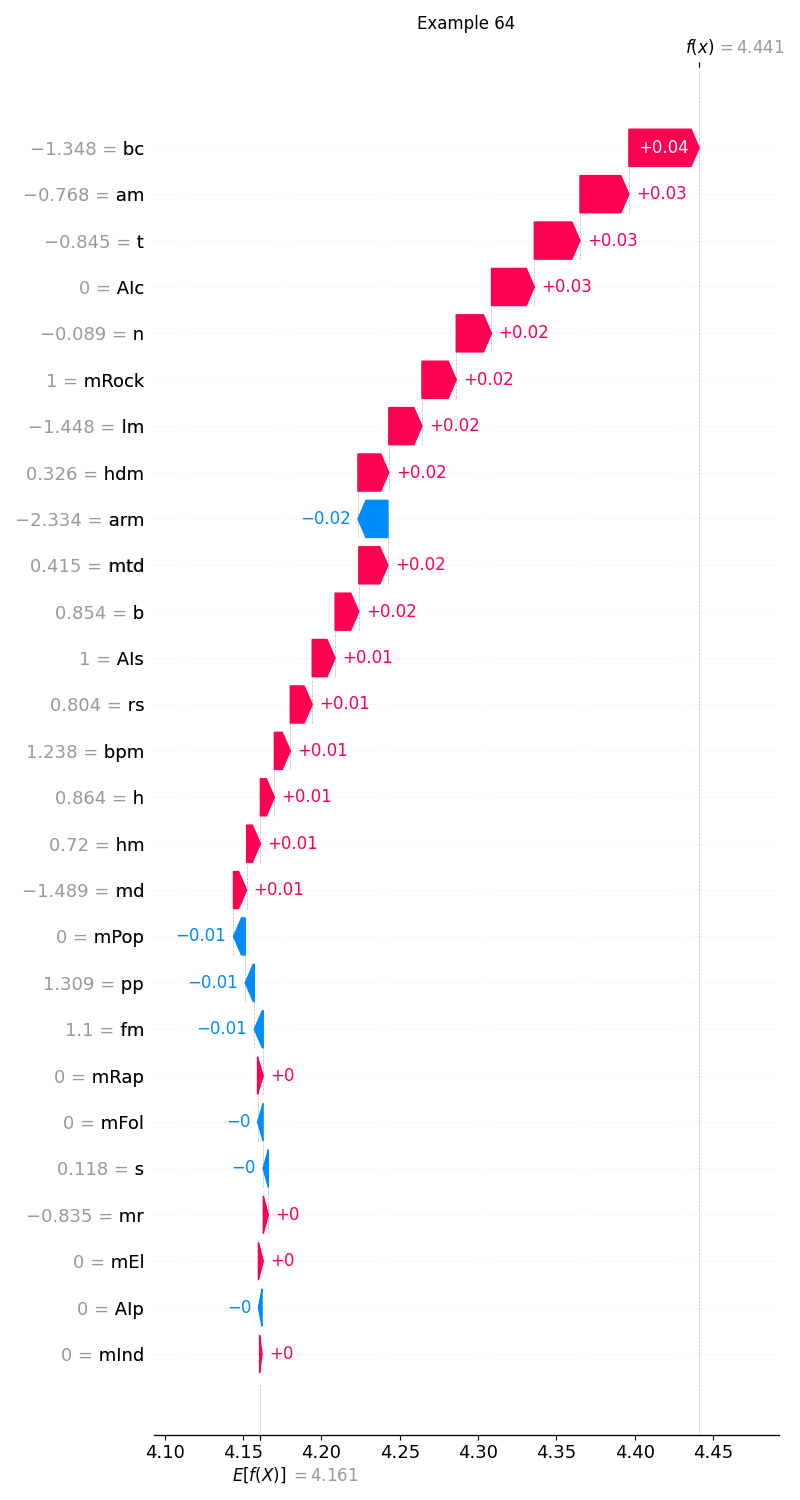 Example 64
f(x) = 4.441
−1.348 = bc +0.04
−0.768 = am +0.03
−0.845 = t +0.03
0 = AIc +0.03
−0.089 = n +0.02
1 = mRock +0.02
−1.448 = lm +0.02
0.326 = hdm +0.02
−2.334 = arm −0.02
0.415 = mtd +0.02
0.854 = b +0.02
1 = AIs +0.01
0.804 = rs +0.01
1.238 = bpm +0.01
0.864 = h +0.01
0.72 = hm +0.01
−1.489 = md +0.01
0 = mPop −0.01
1.309 = pp −0.01
1.1 = fm −0.01
0 = mRap +0
0 = mFol −0
0.118 = s −0
−0.835 = mr +0
0 = mEl +0
0 = AIp −0
0 = mInd +0
4.10 4.15 4.20 4.25 4.30 4.35 4.40 4.45
E[f(X)] = 4.161